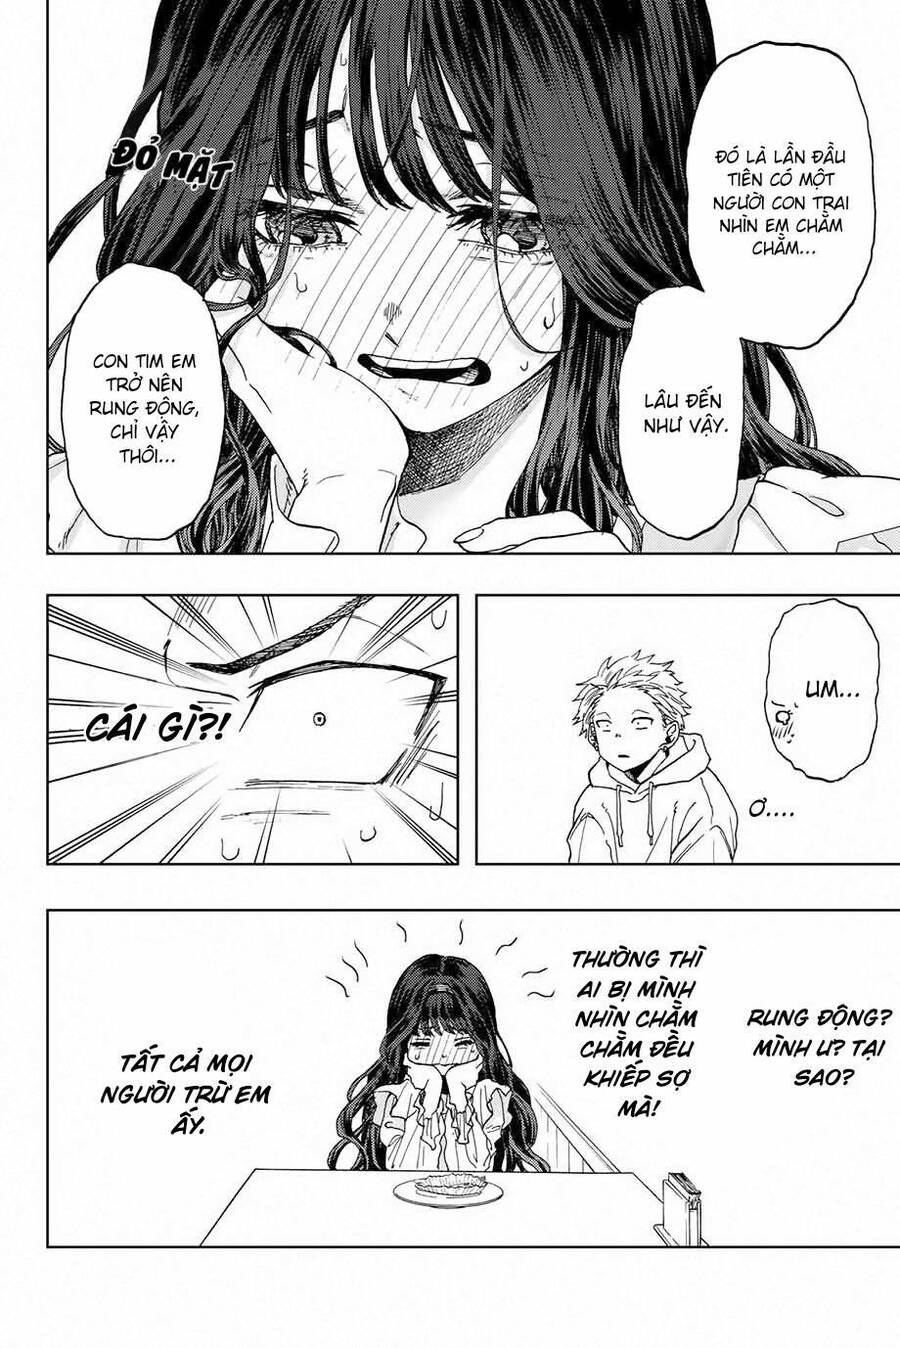 ĐÓ LÀ LẦN ĐẦU
TIÊN CÓ MỘT
NGƯỜI CON TRAI
NHÌN EM CHẰM
CHẰM...
LÂU ĐẾN
NHƯ VẬY.
ĐỎ MẶT
CON TIM EM
TRỞ NÊN
RUNG ĐỘNG,
CHỈ VẬY
THÔI...
UM...
Ơ....
CÁI GÌ?!
RUNG ĐỘNG?
MÌNH Ư? TẠI
SAO?
THƯỜNG THÌ
AI BỊ MÌNH
NHÌN CHẰM
CHẰM ĐỀU
KHIẾP SỢ
MÀ!
TẤT CẢ MỌI
NGƯỜI TRỪ EM
ẤY.